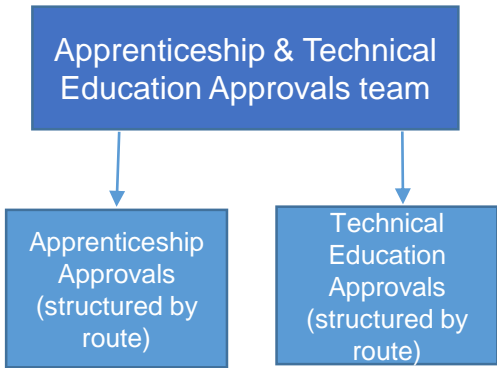 Apprenticeship & Technical
Education Approvals team
Apprenticeship
Approvals
(structured by
route)
Technical
Education
Approvals
(structured by
route)